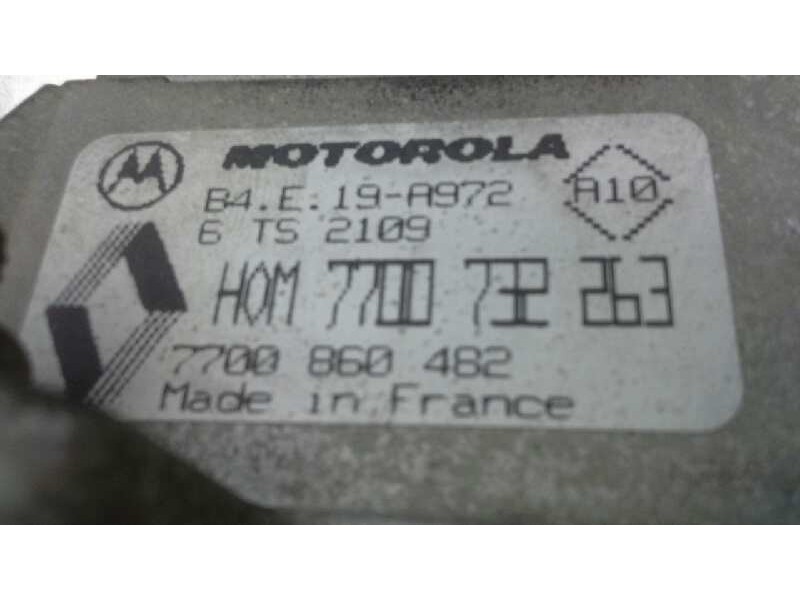 MOTOROLA
B4.E: 19-A972
A10
6 TS 2109
HOM 7700 732 263
7700 860 482
Made in France